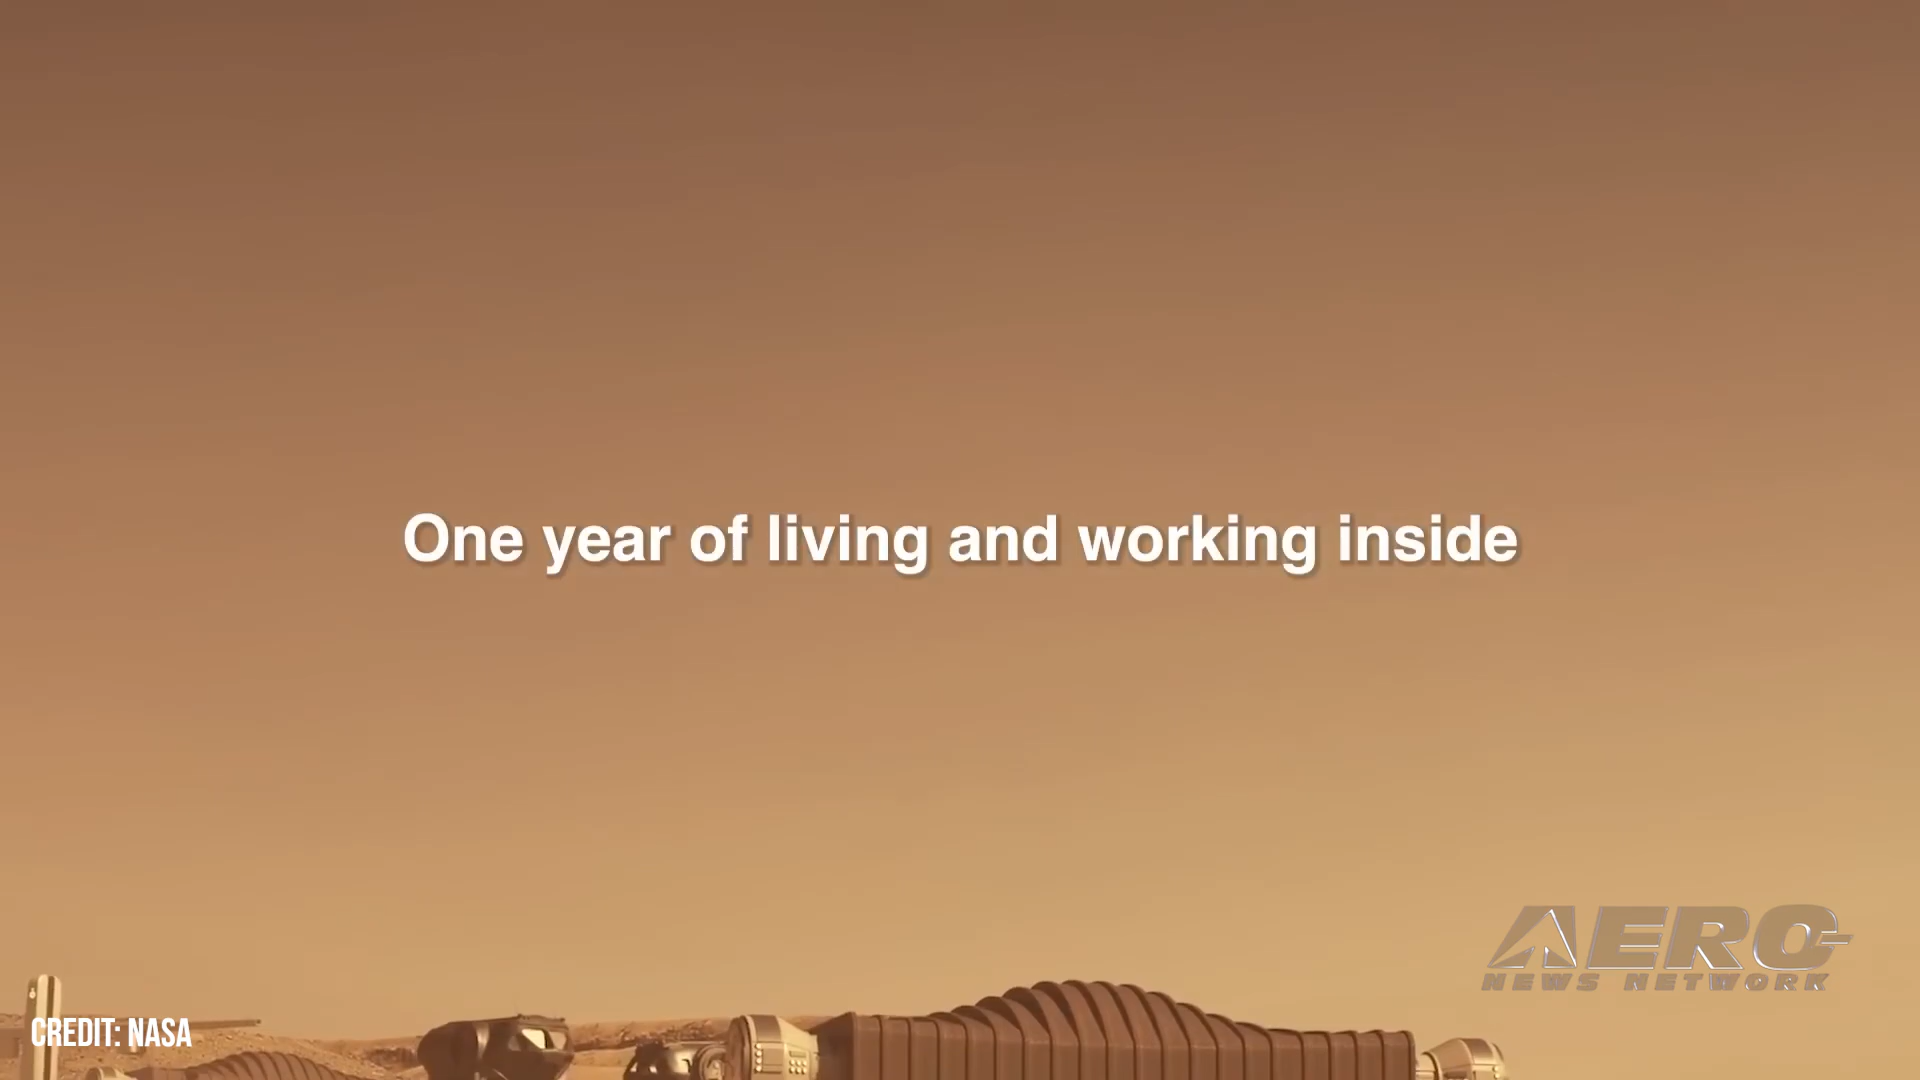 One year of living and working inside
AERO
NEWS NETWORK
CREDIT: NASA